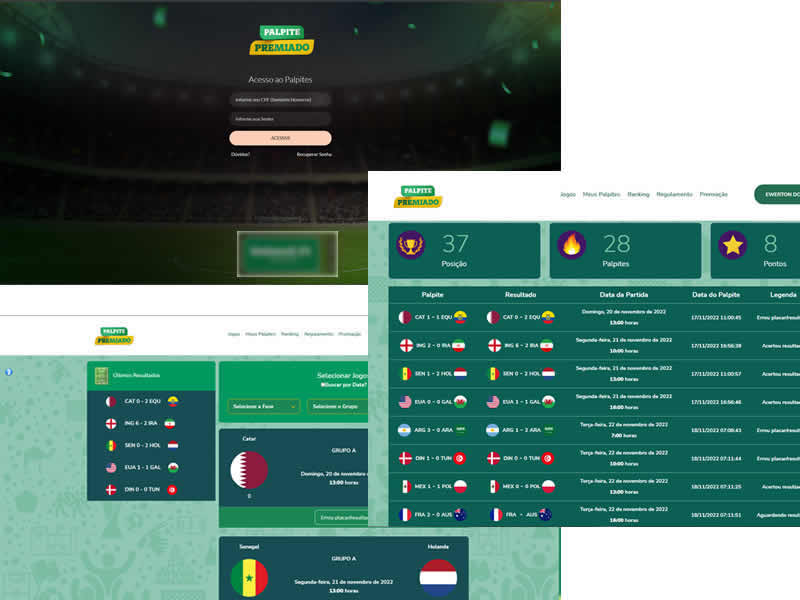 PALPITE
PREMIADO
Acesso ao Palpites
Informe seu CPF (Somente Números)
Informe sua Senha
ACESSAR
Dúvidas?
Recuperar Senha
PALPITE
PREMIADO
Jogos Meus Palpites Ranking Regulamento Premiação
EWERTON DO
37
Posição
28
Palpites
8
Pontos
Palpite Resultado Data da Partida Data do Palpite Legenda
CAT 1 - 1 EQU CAT 0 - 2 EQU Domingo, 20 de novembro de 2022 13:00 horas 17/11/2022 11:00:45 Errou placar/result
ING 2 - 0 IRA ING 6 - 2 IRA Segunda-feira, 21 de novembro de 2022 10:00 horas 17/11/2022 16:56:39 Acertou resultad
SEN 1 - 2 HOL SEN 0 - 2 HOL Segunda-feira, 21 de novembro de 2022 13:00 horas 17/11/2022 11:00:57 Acertou resultad
EUA 0 - 0 GAL EUA 1 - 1 GAL Segunda-feira, 21 de novembro de 2022 16:00 horas 17/11/2022 16:56:46 Acertou resultad
ARG 3 - 0 ARA ARG 1 - 2 ARA Terça-feira, 22 de novembro de 2022 7:00 horas 18/11/2022 07:08:43 Errou placar/result
DIN 1 - 0 TUN DIN 0 - 0 TUN Terça-feira, 22 de novembro de 2022 10:00 horas 18/11/2022 07:11:44 Errou placar/result
MEX 1 - 1 POL MEX 0 - 0 POL Terça-feira, 22 de novembro de 2022 13:00 horas 18/11/2022 07:11:25 Acertou resultad
FRA 2 - 0 AUS FRA - AUS Terça-feira, 22 de novembro de 2022 16:00 horas 18/11/2022 07:11:51 Aguardando resul
PALPITE
PREMIADO
Jogos Meus Palpites Ranking Regulamento Premiação
Últimos Resultados
CAT 0 - 2 EQU
ING 6 - 2 IRA
SEN 0 - 2 HOL
EUA 1 - 1 GAL
DIN 0 - 0 TUN
Selecionar Jogos
Buscar por Data?
Selecione a Fase
Selecione o Grupo
Catar
GRUPO A
Domingo, 20 de novembro d
13:00 horas
0
Errou placar/resultad
Senegal
GRUPO A
Holanda
Segunda-feira, 21 de novembro de 2022
13:00 horas